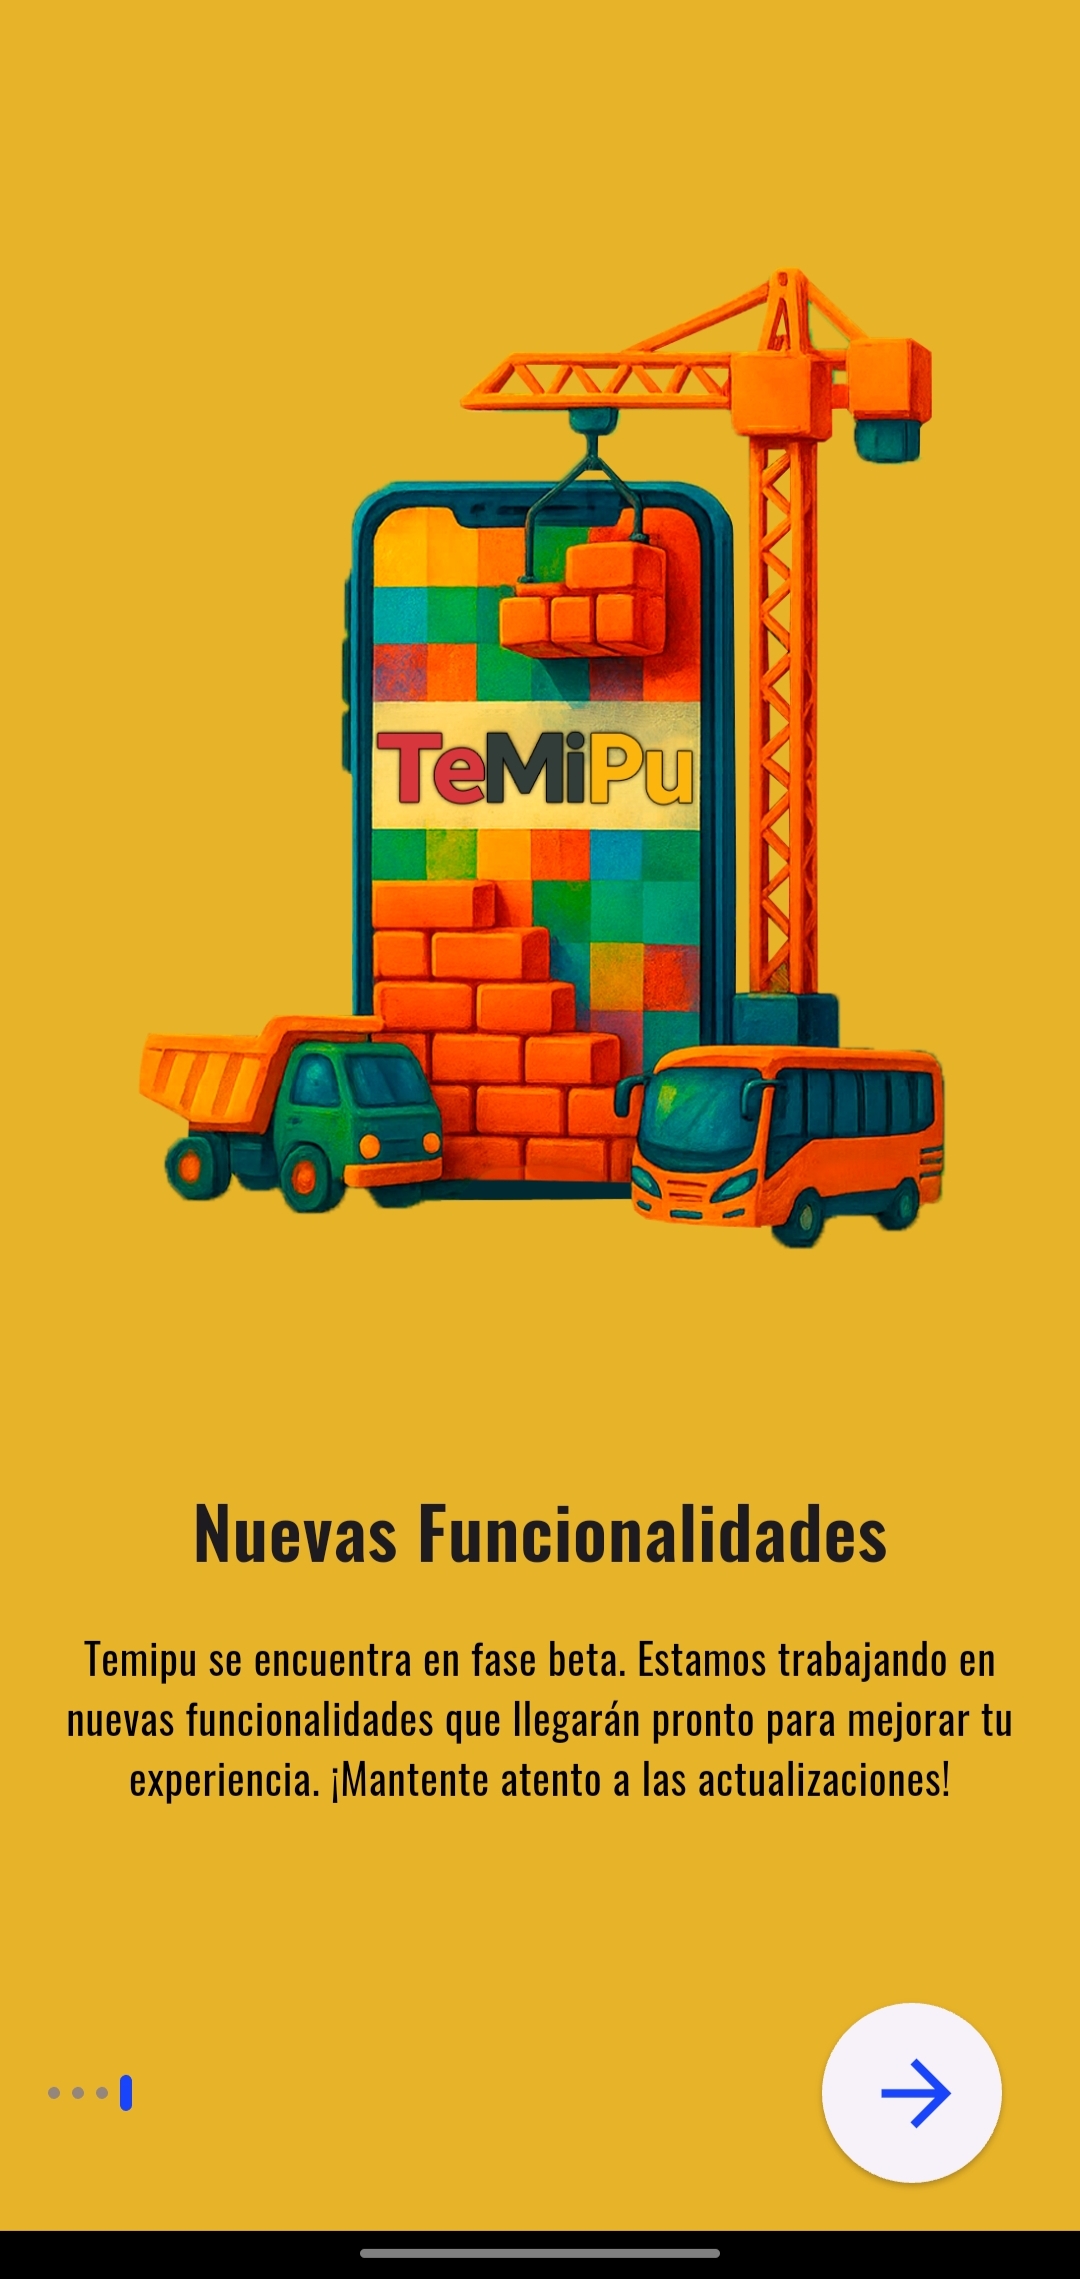 TeMiPu
Nuevas Funcionalidades
Temipu se encuentra en fase beta. Estamos trabajando en
nuevas funcionalidades que llegarán pronto para mejorar tu
experiencia. ¡Mantente atento a las actualizaciones!